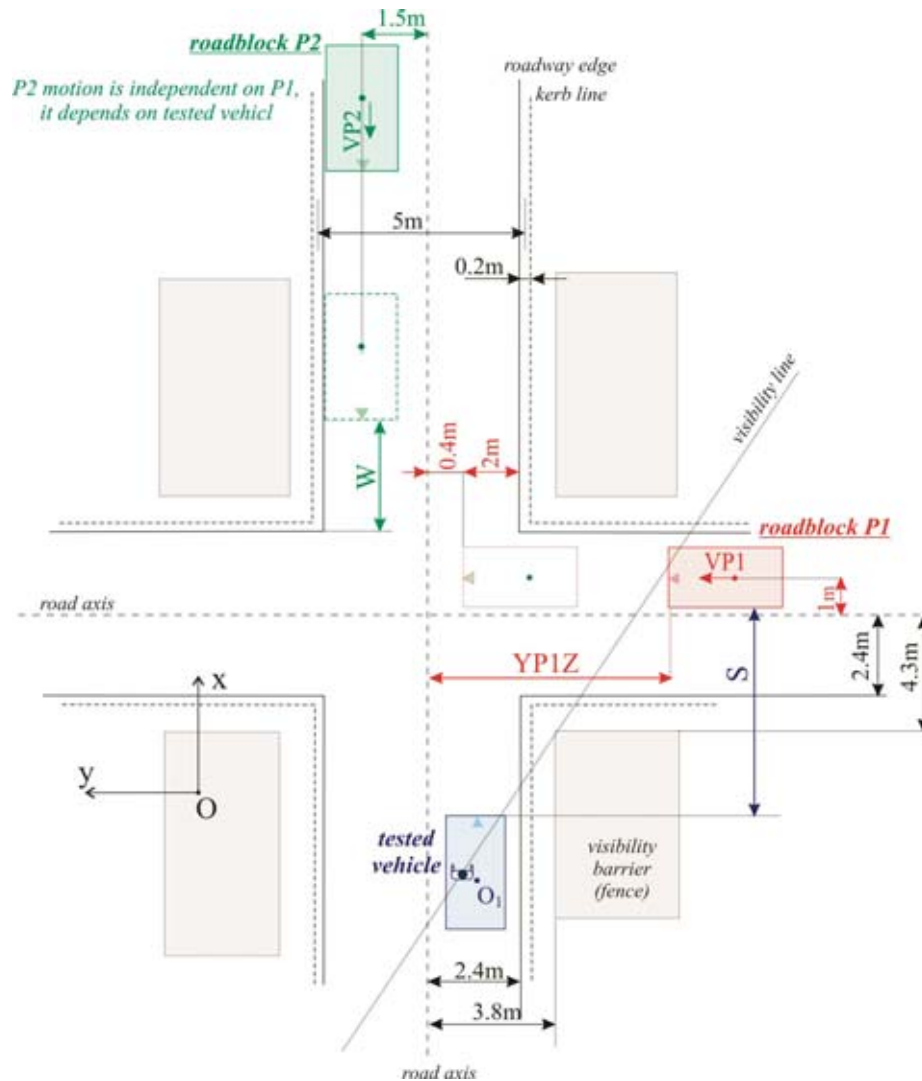 1.5m
roadblock P2
P2 motion is independent on P1,
it depends on tested vehicl
roadway edge
kerb line
VP2
5m
0.2m
visibility line
0.4m
2m
W
roadblock P1
VP1
1m
road axis
YP1Z
S
2.4m
4.3m
x
y
O
tested
vehicle
O₁
visibility
barrier
(fence)
2.4m
3.8m
road axis